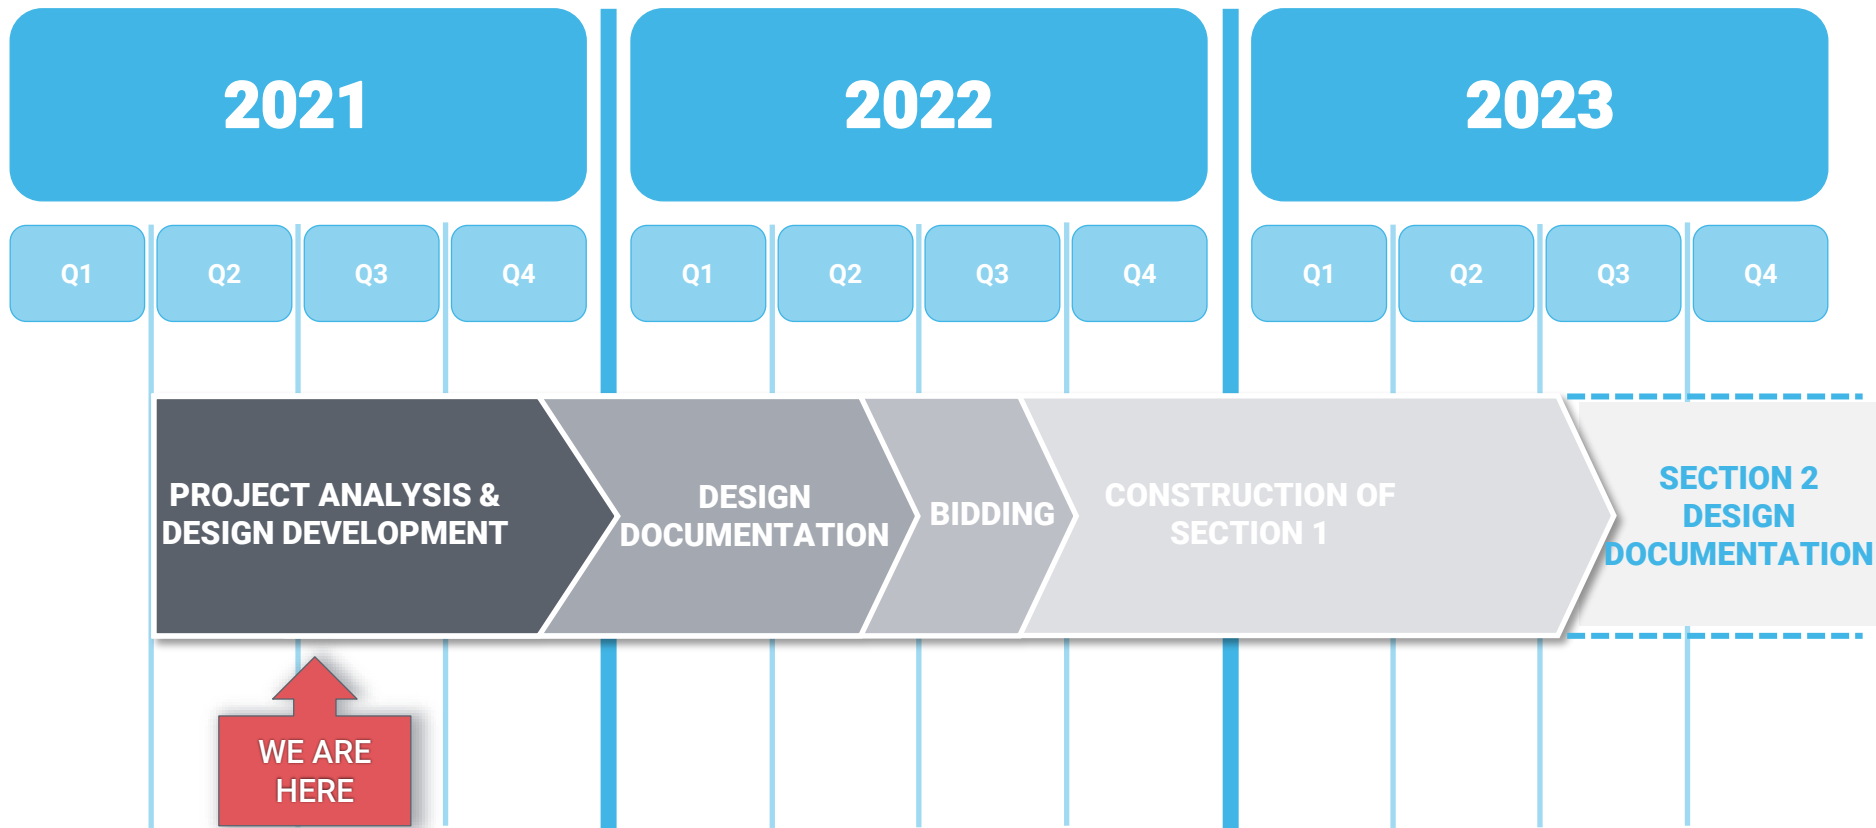 2021
2022
2023
Q1
Q2
Q3
Q4
Q1
Q2
Q3
Q4
Q1
Q2
Q3
Q4
PROJECT ANALYSIS &
DESIGN DEVELOPMENT
DESIGN
DOCUMENTATION
BIDDING
CONSTRUCTION OF
SECTION 1
SECTION 2
DESIGN
DOCUMENTATION
WE ARE
HERE